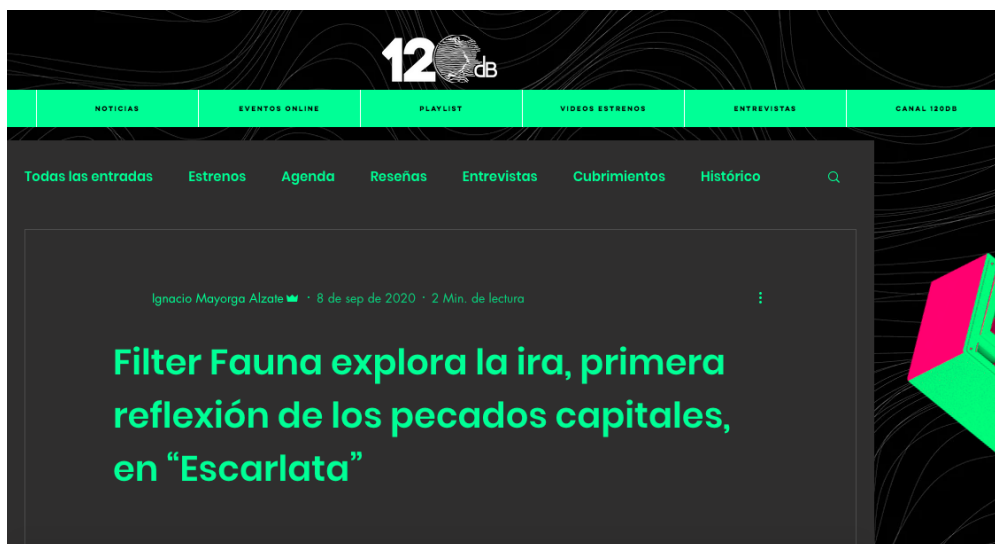 120dB
NOTICIAS EVENTOS ONLINE PLAYLIST VIDEOS ESTRENOS ENTREVISTAS CANAL 120DB
Todas las entradas Estrenos Agenda Reseñas Entrevistas Cubrimientos Histórico
Ignacio Mayorga Alzate · 8 de sep de 2020 · 2 Min. de lectura
Filter Fauna explora la ira, primera
reflexión de los pecados capitales,
en “Escarlata”